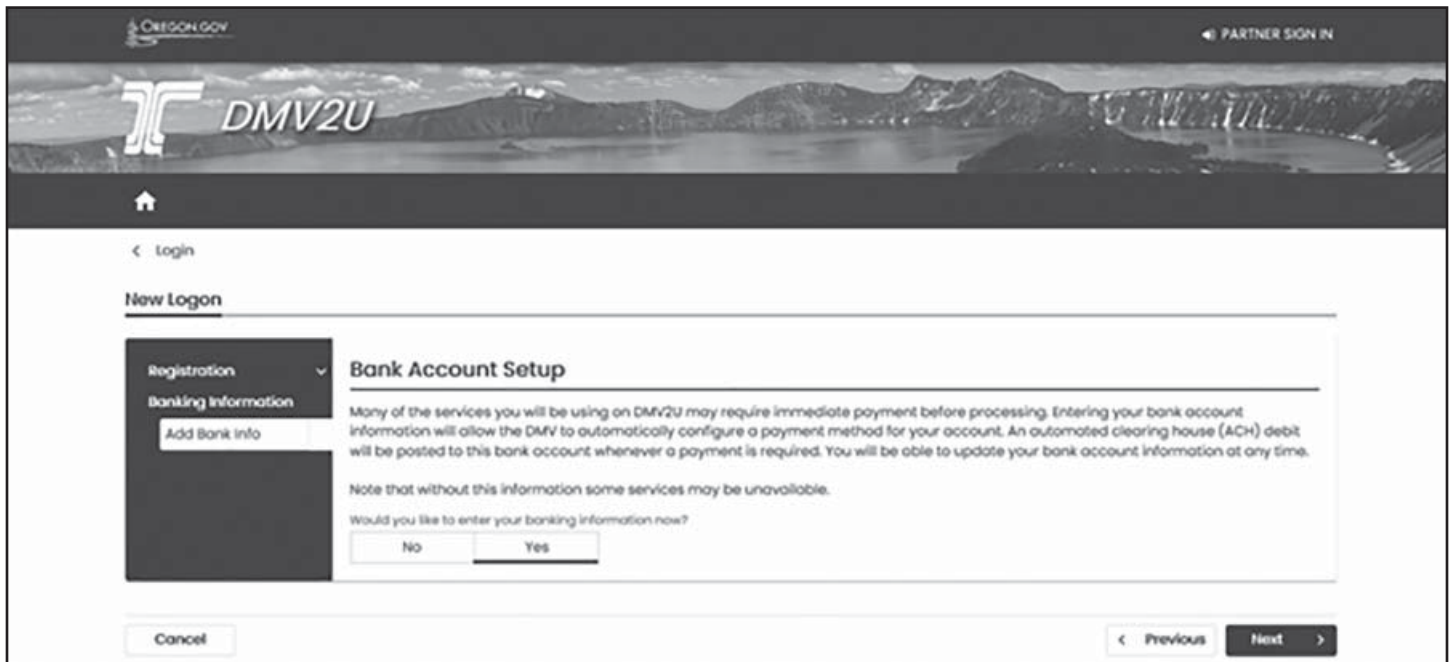 OREGON.GOV
PARTNER SIGN IN
DMV2U
< Login
New Logon
Registration
Banking Information
Add Bank Info
Bank Account Setup
Many of the services you will be using on DMV2U may require immediate payment before processing. Entering your bank account
information will allow the DMV to automatically configure a payment method for your account. An automated clearing house (ACH) debit
will be posted to this bank account whenever a payment is required. You will be able to update your bank account information at any time.
Note that without this information some services may be unavailable.
Would you like to enter your banking information now?
No Yes
Cancel < Previous Next >